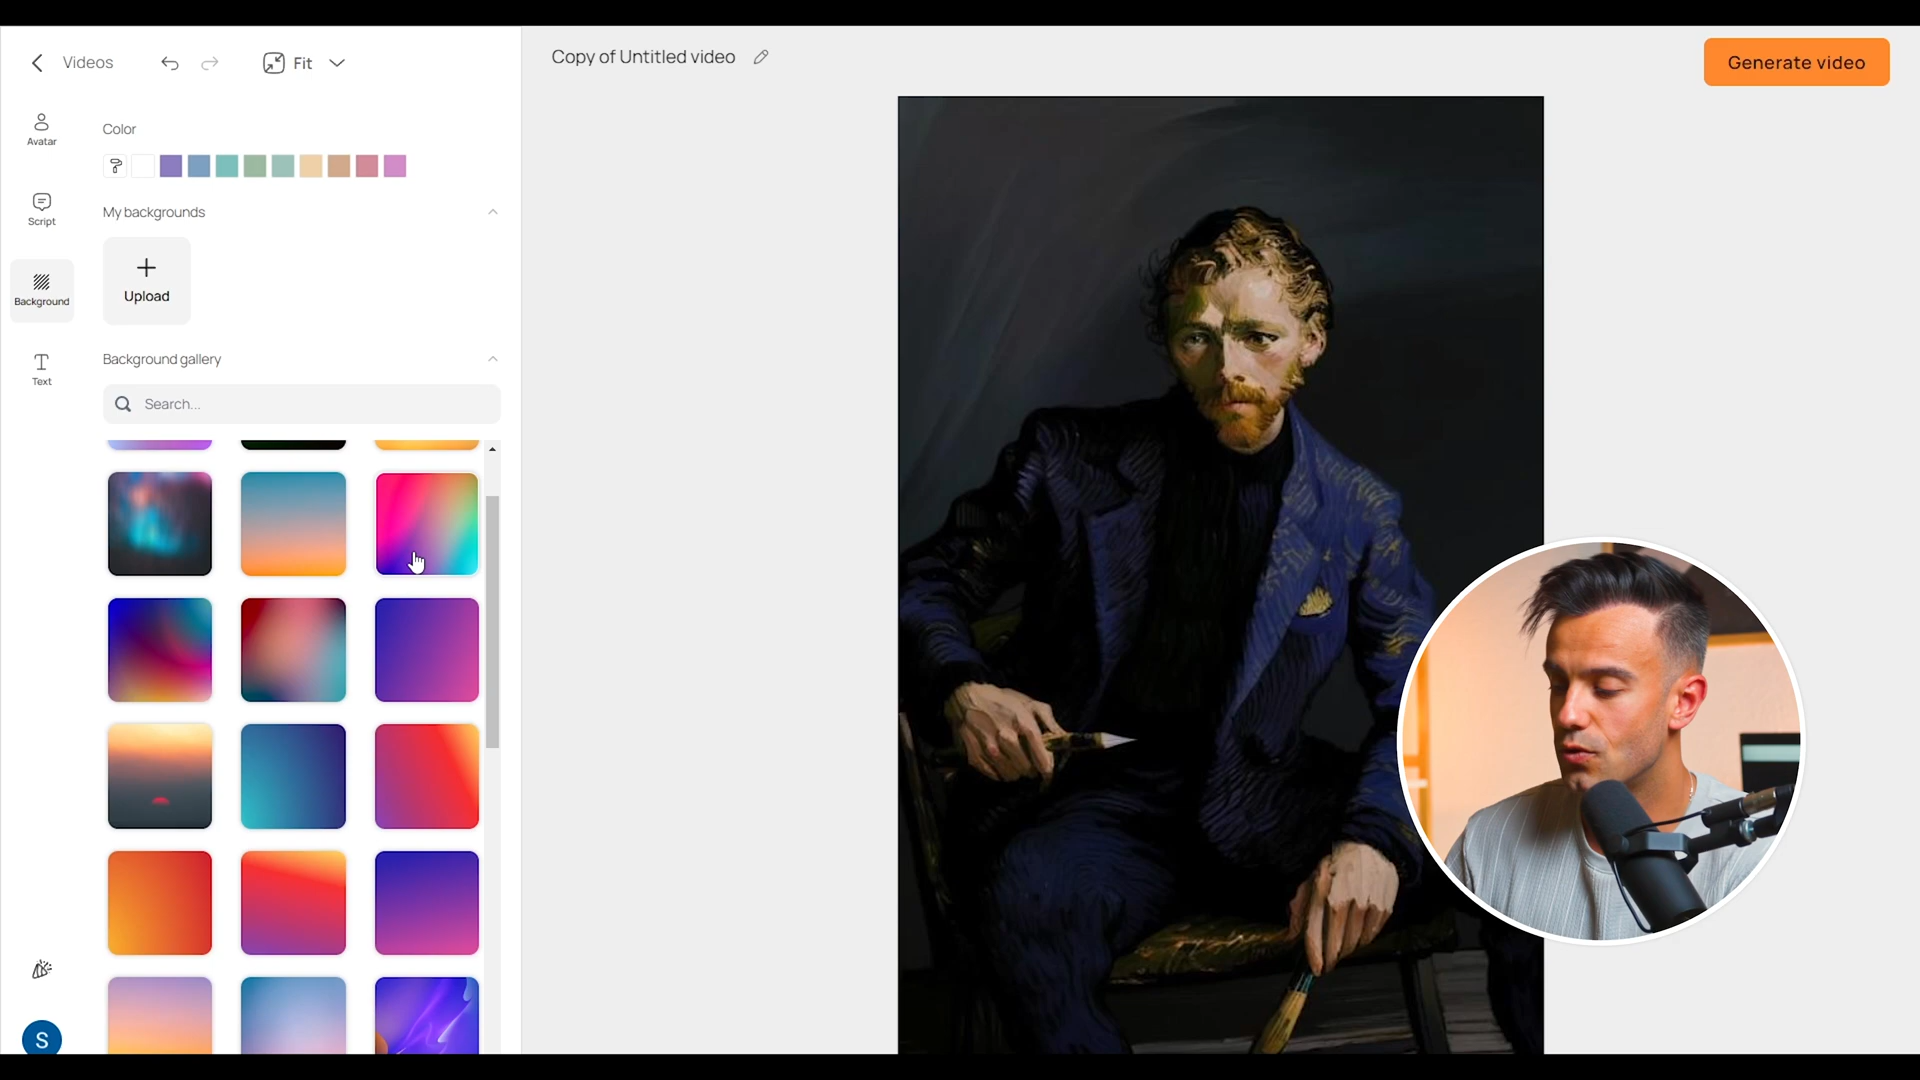 Videos
Fit
Copy of Untitled video
Generate video
Avatar
Color
Script
My backgrounds
Upload
Background
Background gallery
Text
Search...
S